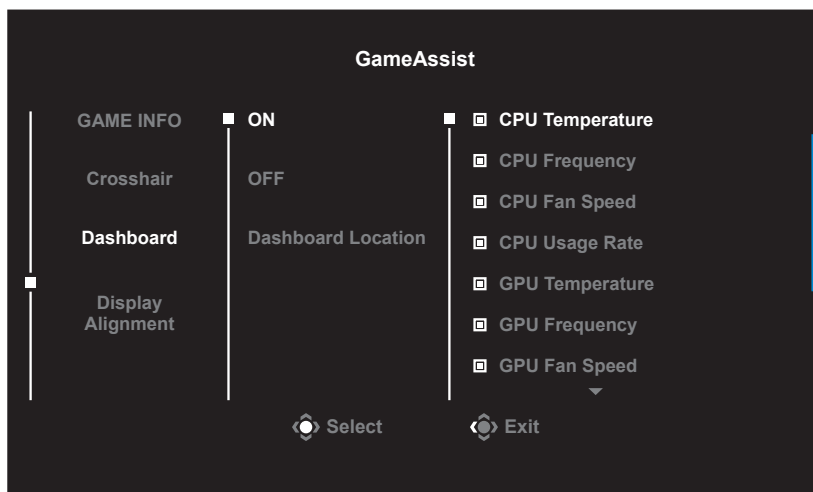 GameAssist
GAME INFO
Crosshair
Dashboard
Display
Alignment
ON
OFF
Dashboard Location
CPU Temperature
CPU Frequency
CPU Fan Speed
CPU Usage Rate
GPU Temperature
GPU Frequency
GPU Fan Speed
Select
Exit